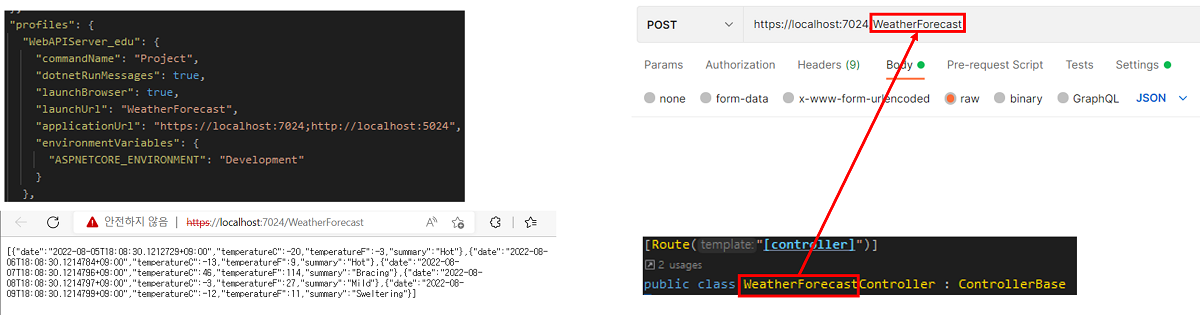 "profiles": {
"WebAPIServer_edu": {
"commandName": "Project",
"dotnetRunMessages": true,
"launchBrowser": true,
"launchUrl": "WeatherForecast",
"applicationUrl": "https://localhost:7024;http://localhost:5024",
"environmentVariables": {
"ASPNETCORE_ENVIRONMENT": "Development"
}
},
안전하지 않음 | https://localhost:7024/WeatherForecast
[{"date":"2022-08-05T18:08:30.1212729+09:00","temperatureC":-20,"temperatureF":-3,"summary":"Hot"},{"date":"2022-08-
06T18:08:30.1214784+09:00","temperatureC":-13,"temperatureF":9,"summary":"Hot"},{"date":"2022-08-
07T18:08:30.1214796+09:00","temperatureC":46,"temperatureF":114,"summary":"Bracing"},{"date":"2022-08-
08T18:08:30.1214797+09:00","temperatureC":-3,"temperatureF":27,"summary":"Mild"},{"date":"2022-08-
09T18:08:30.1214799+09:00","temperatureC":-12,"temperatureF":11,"summary":"Sweltering"}]
POST https://localhost:7024/WeatherForecast
Params Authorization Headers (9) Body Pre-request Script Tests Settings
none form-data x-www-form-urlencoded raw binary GraphQL JSON
[Route(template:"[controller]")]
2 usages
public class WeatherForecastController : ControllerBase